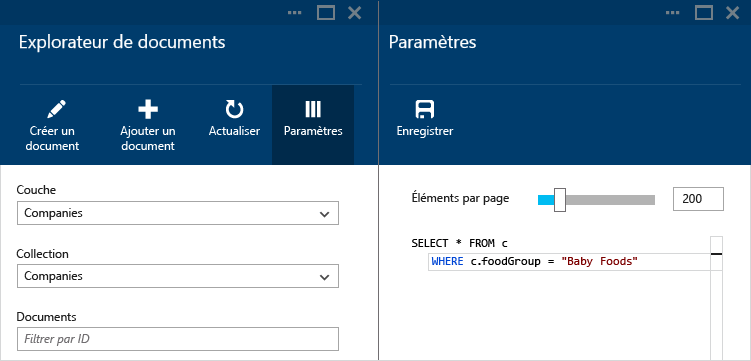 Explorateur de documents
Créer un
document
Ajouter un
document
Actualiser
Paramètres
Couche
Companies
Collection
Companies
Documents
Filtrer par ID
Paramètres
Enregistrer
Éléments par page
200
SELECT * FROM c
WHERE c.foodGroup = "Baby Foods"